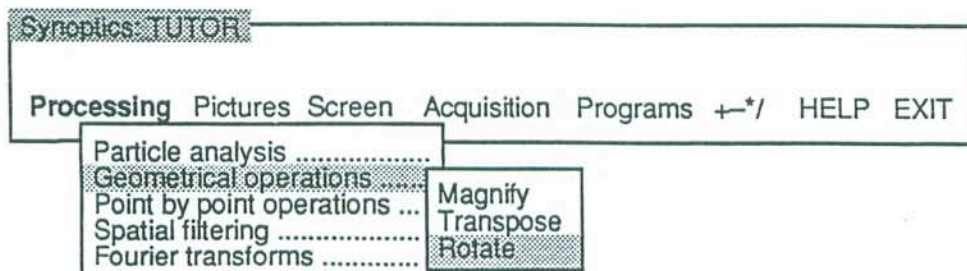 Synoptics: TUTOR
Processing Pictures Screen Acquisition Programs +-*/ HELP EXIT
Particle analysis ..................
Geometrical operations ......
Point by point operations ...
Spatial filtering ...................
Fourier transforms .............
Magnify
Transpose
Rotate